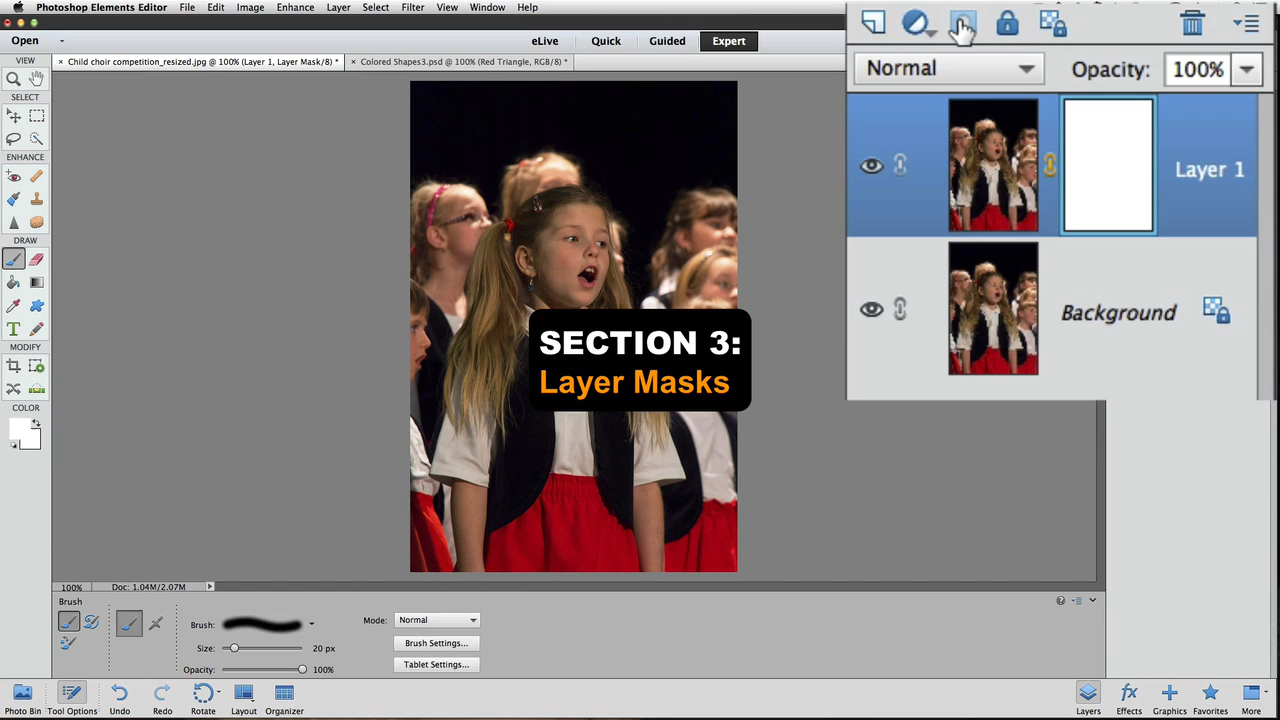 Photoshop Elements Editor File Edit Image Enhance Layer Select Filter View Window Help
Open eLive Quick Guided Expert
× Child choir competition_resized.jpg @ 100% (Layer 1, Layer Mask/8) * × Colored Shapes3.psd @ 100% (Red Triangle, RGB/8) *
VIEW
SELECT
ENHANCE
DRAW
MODIFY
COLOR
Normal Opacity: 100%
Layer 1
Background
SECTION 3:
Layer Masks
100% Doc: 1.04M/2.07M
Brush
Brush: Mode: Normal
Size: 20 px Brush Settings...
Opacity: 100% Tablet Settings...
Photo Bin Tool Options Undo Redo Rotate Layout Organizer Layers Effects Graphics Favorites More